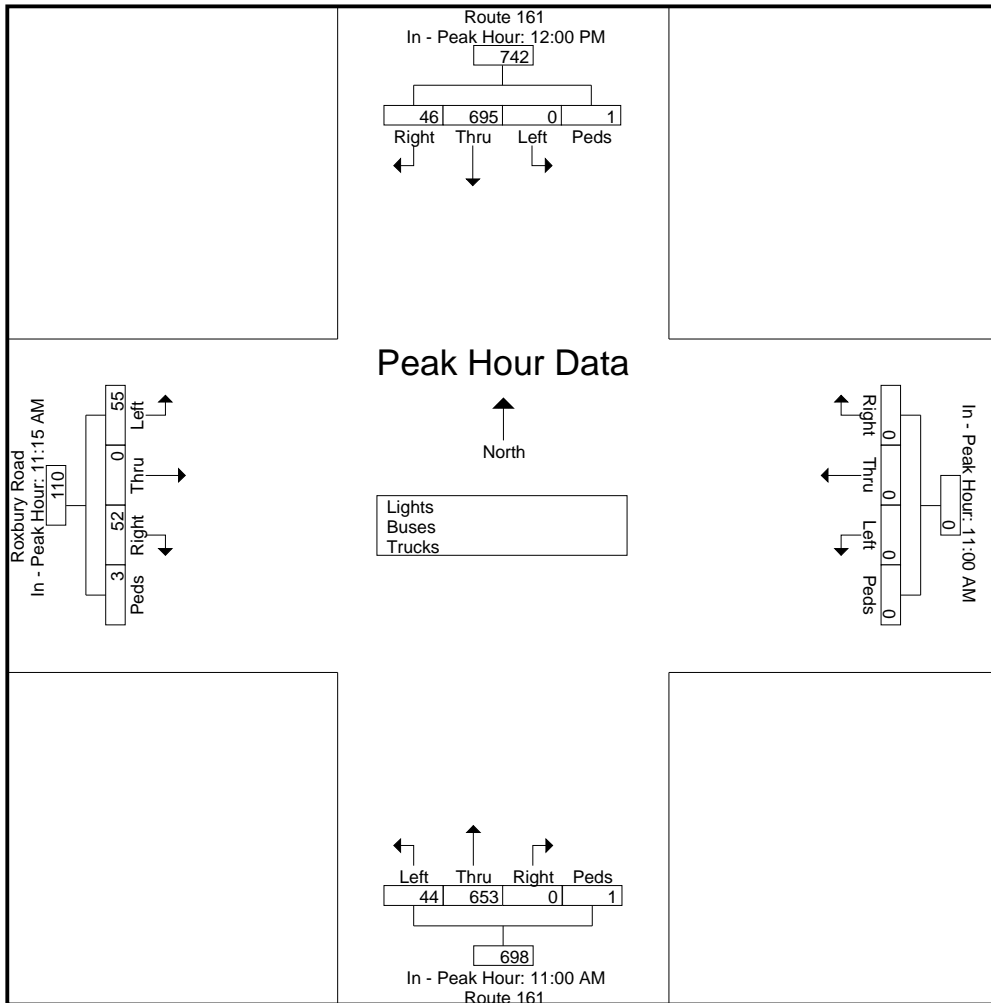 Route 161
In - Peak Hour: 12:00 PM
742
46 695 0 1
Right Thru Left Peds
Peak Hour Data
North
Lights
Buses
Trucks
Roxbury Road
In - Peak Hour: 11:15 AM
110
55 0 52 3
Left Thru Right Peds
In - Peak Hour: 11:00 AM
0
0 0 0 0
Right Thru Left Peds
Left Thru Right Peds
44 653 0 1
698
In - Peak Hour: 11:00 AM
Route 161